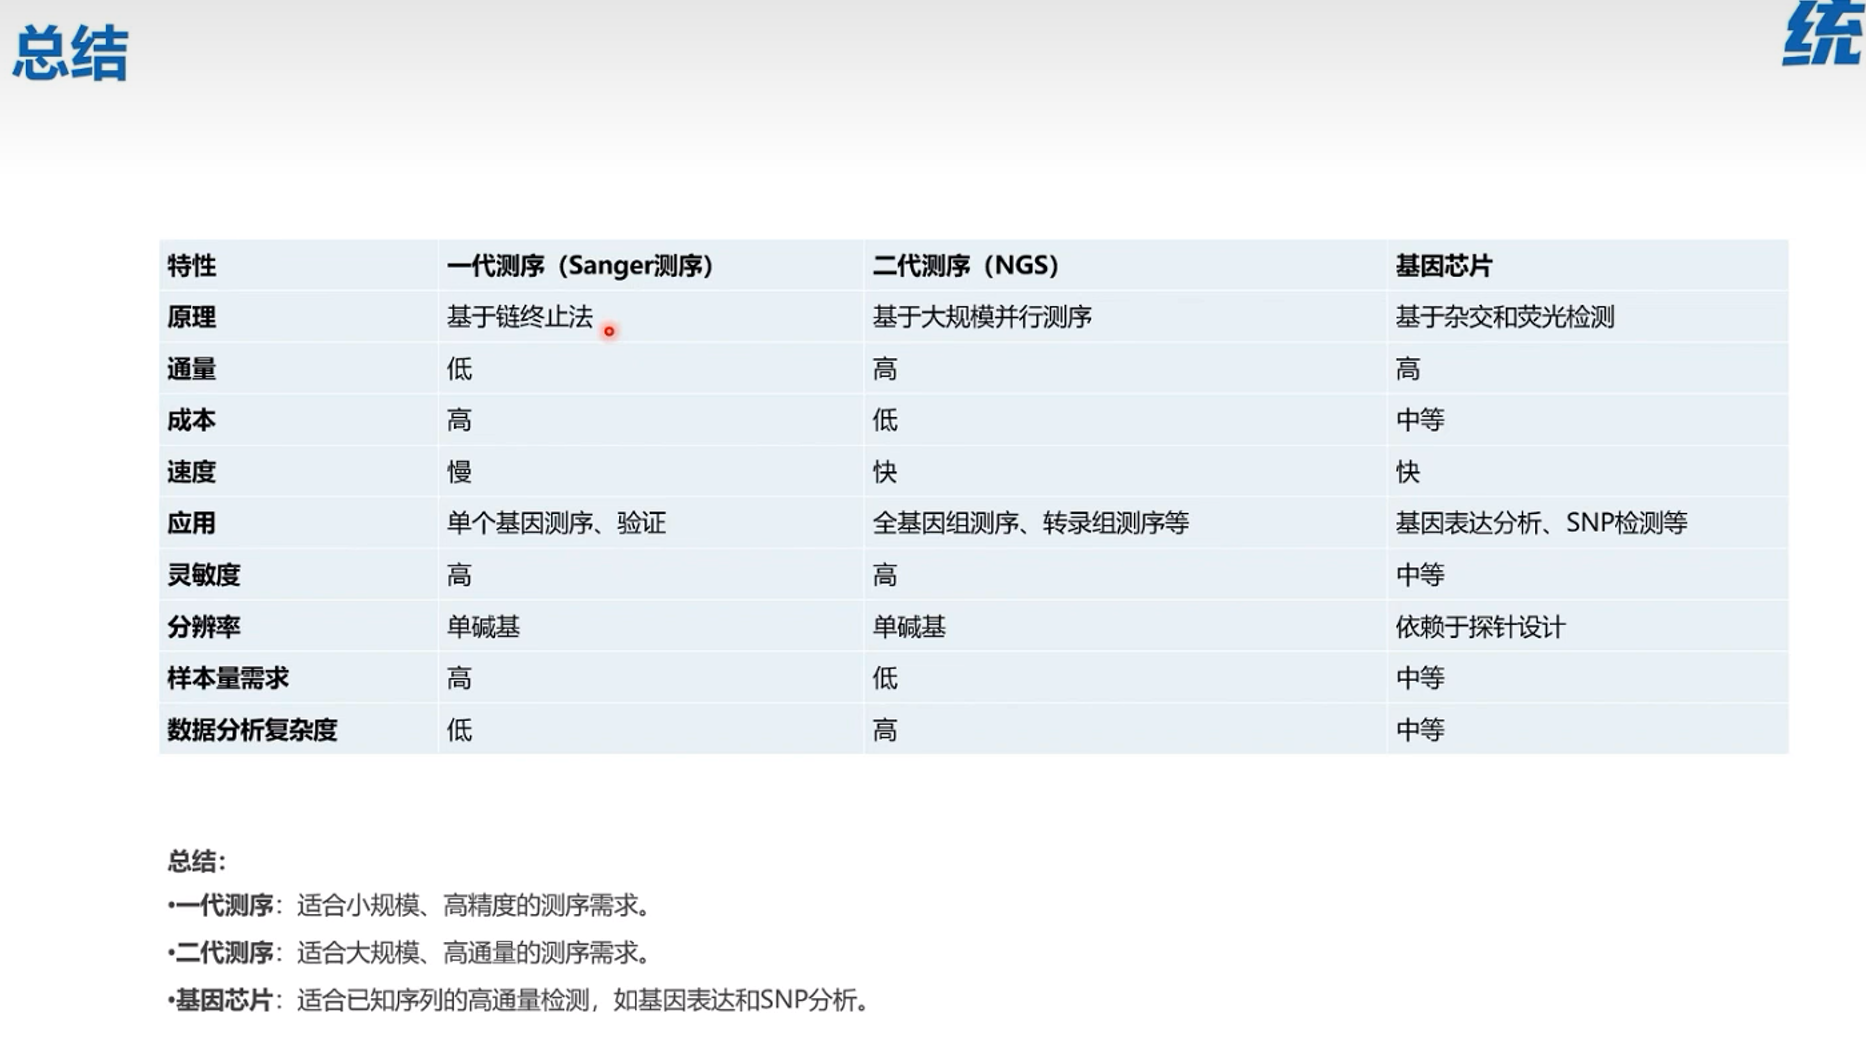 总结
统
特性 一代测序（Sanger测序） 二代测序（NGS） 基因芯片
原理 基于链终止法 基于大规模并行测序 基于杂交和荧光检测
通量 低 高 高
成本 高 低 中等
速度 慢 快 快
应用 单个基因测序、验证 全基因组测序、转录组测序等 基因表达分析、SNP检测等
灵敏度 高 高 中等
分辨率 单碱基 单碱基 依赖于探针设计
样本量需求 高 低 中等
数据分析复杂度 低 高 中等
总结：
•一代测序：适合小规模、高精度的测序需求。
•二代测序：适合大规模、高通量的测序需求。
•基因芯片：适合已知序列的高通量检测，如基因表达和SNP分析。